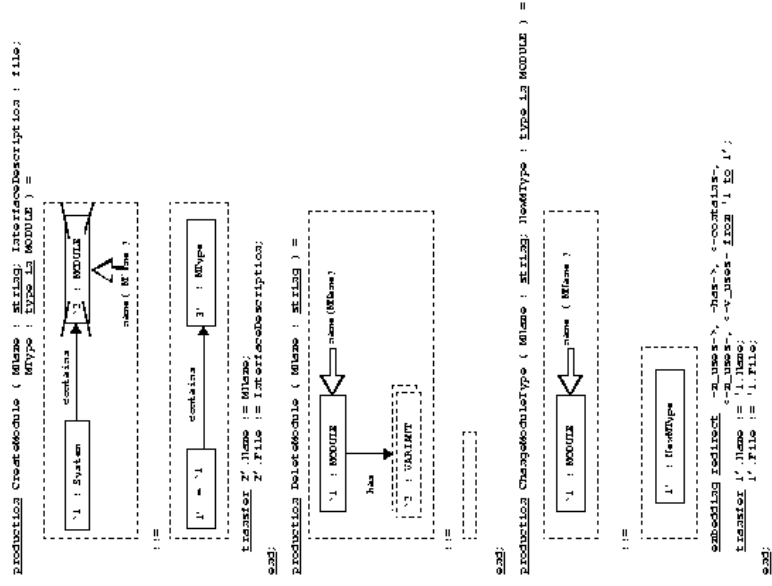 production CreateModule ( MName : string; InterfaceDescription : file;
MType : type in MODULE ) =
`1 : System
contains
`2 : MODULE
name ( MName )
::=
1' = `1
contains
: MType
transfer 2'.Name := MName;
2'.File := InterfaceDescription;
end;
production DeleteModule ( MName : string ) =
`1 : MODULE
name(MName)
has
`2 : VARIANT
::=
end;
production ChangeModuleType ( MName : string; NewMType : type in MODULE ) =
`1 : MODULE
name ( MName )
::=
1' : NewMType
embedding redirect -m_uses->, -has->, <-contains-,
<-m_uses-, <-v_uses- from `1 to 1';
transfer 1'.Name := `1.Name;
1'.File := `1.File;
end;